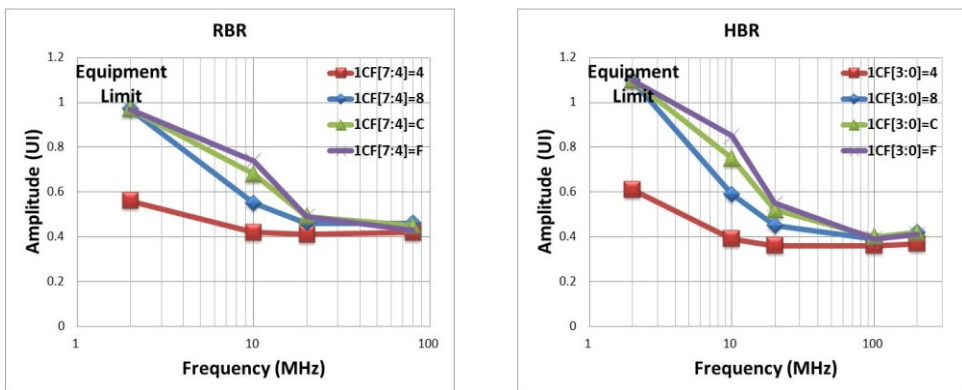 RBR
1.2
1
0.8
0.6
0.4
0.2
0
Amplitude (UI)
Equipment
Limit
1CF[7:4]=4
1CF[7:4]=8
1CF[7:4]=C
1CF[7:4]=F
1
10
100
Frequency (MHz)
HBR
1.2
1
0.8
0.6
0.4
0.2
0
Amplitude (UI)
Equipment
Limit
1CF[3:0]=4
1CF[3:0]=8
1CF[3:0]=C
1CF[3:0]=F
1
10
100
Frequency (MHz)